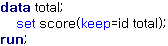 data total;
set score(keep=id total);
run;